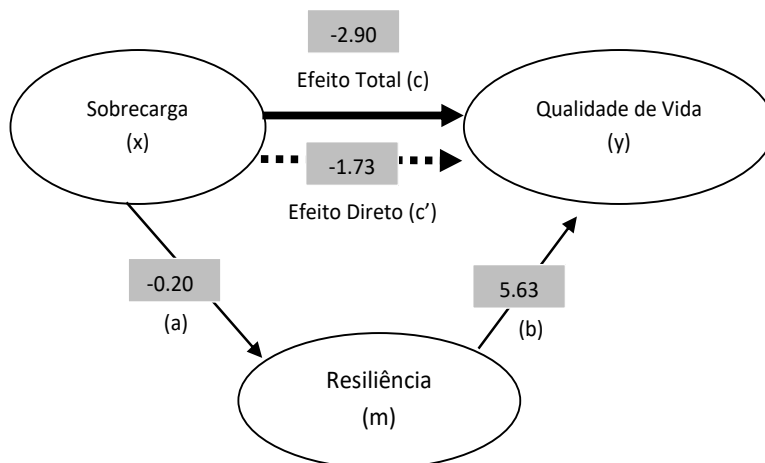 -2.90
Efeito Total (c)
Sobrecarga
(x)
Qualidade de Vida
(y)
-1.73
Efeito Direto (c’)
-0.20
(a)
5.63
(b)
Resiliência
(m)